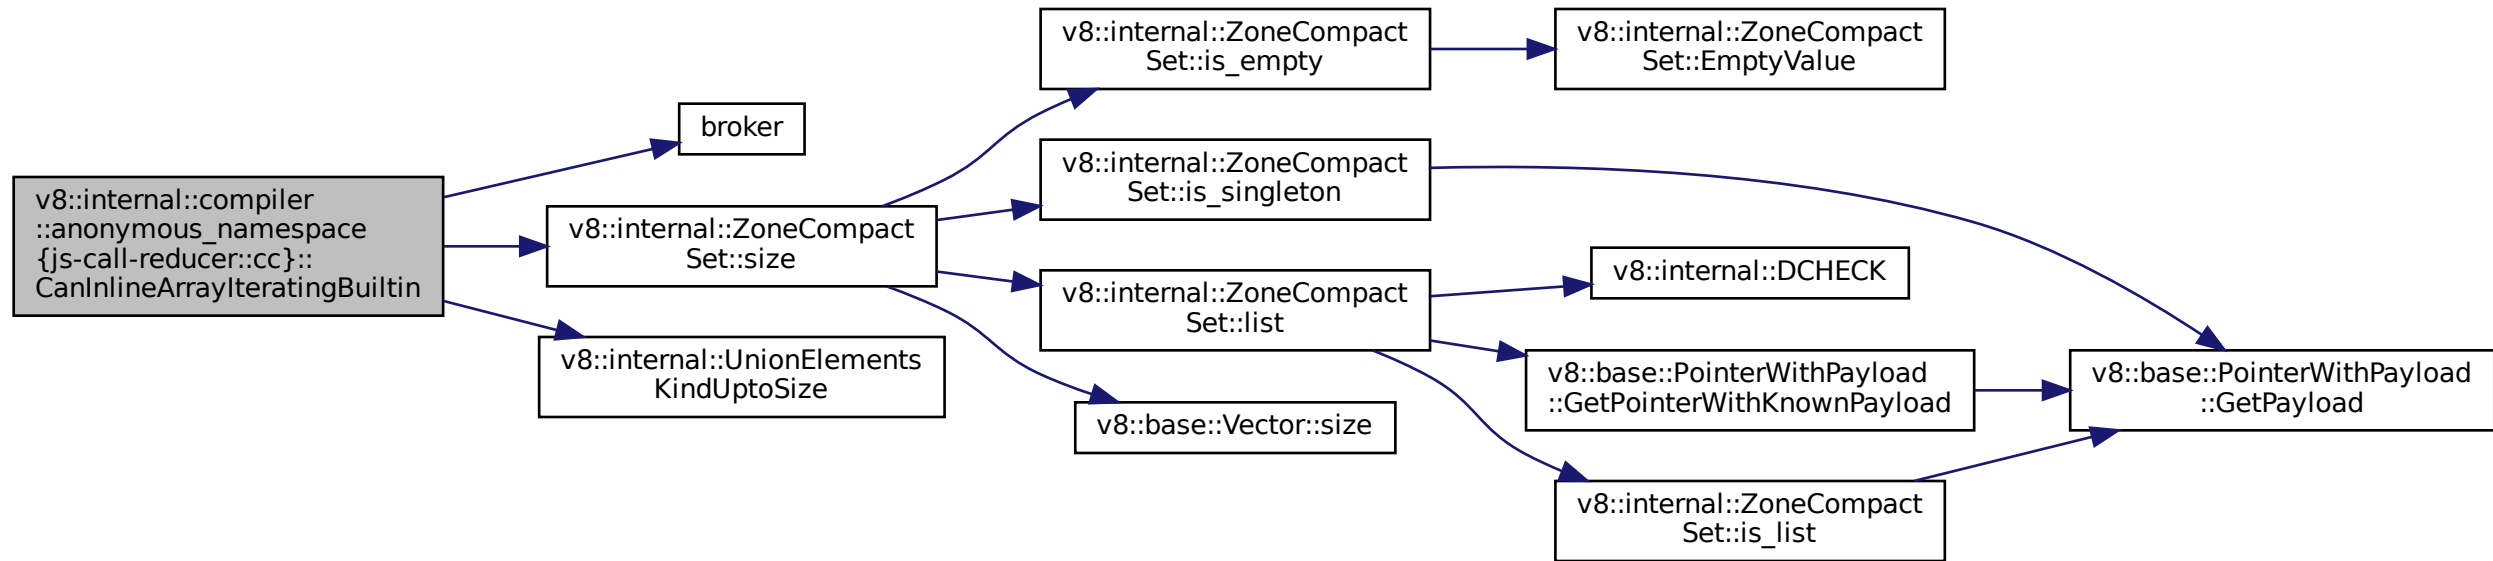 v8::internal::compiler
::anonymous_namespace
{js-call-reducer::cc}::
CanInlineArrayIteratingBuiltin
broker
v8::internal::ZoneCompact
Set::size
v8::internal::UnionElements
KindUptoSize
v8::internal::ZoneCompact
Set::is_empty
v8::internal::ZoneCompact
Set::is_singleton
v8::internal::ZoneCompact
Set::list
v8::base::Vector::size
v8::internal::ZoneCompact
Set::EmptyValue
v8::internal::DCHECK
v8::base::PointerWithPayload
::GetPointerWithKnownPayload
v8::internal::ZoneCompact
Set::is_list
v8::base::PointerWithPayload
::GetPayload